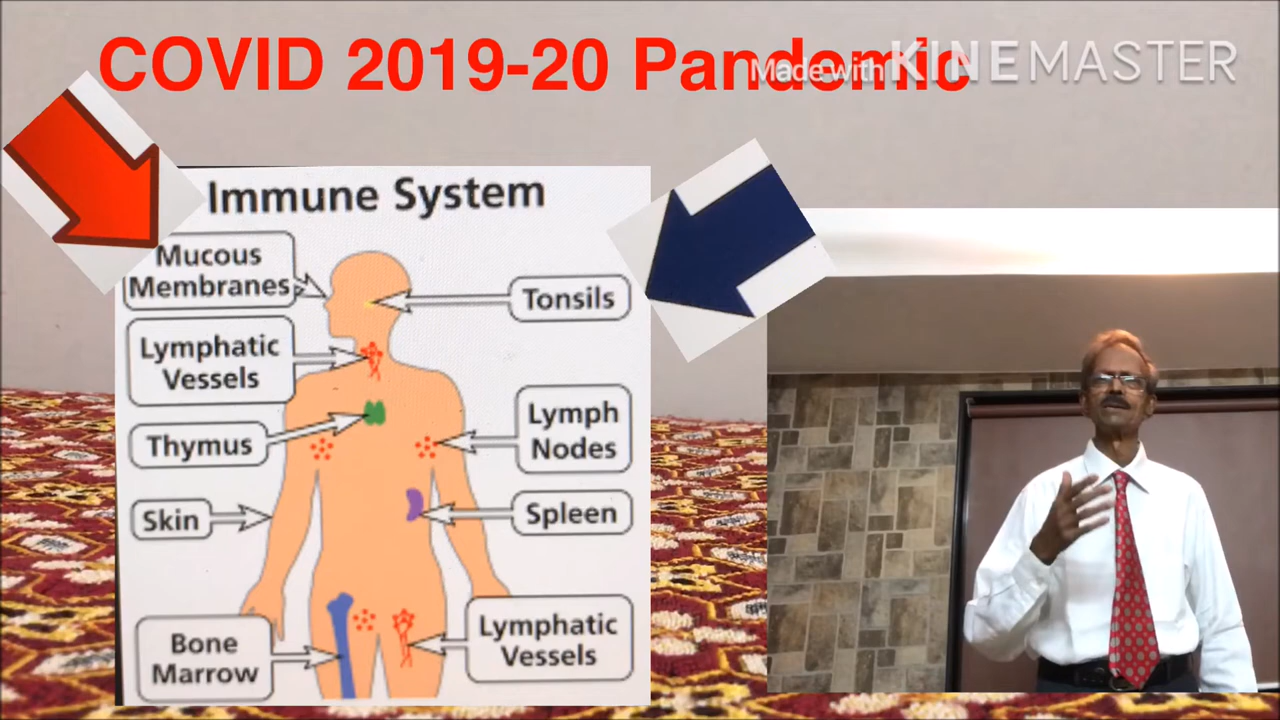 COVID 2019-20 Pandemic
Made with KINEMASTER
Immune System
Mucous
Membranes
Tonsils
Lymphatic
Vessels
Lymph
Nodes
Thymus
Skin
Spleen
Bone
Marrow
Lymphatic
Vessels